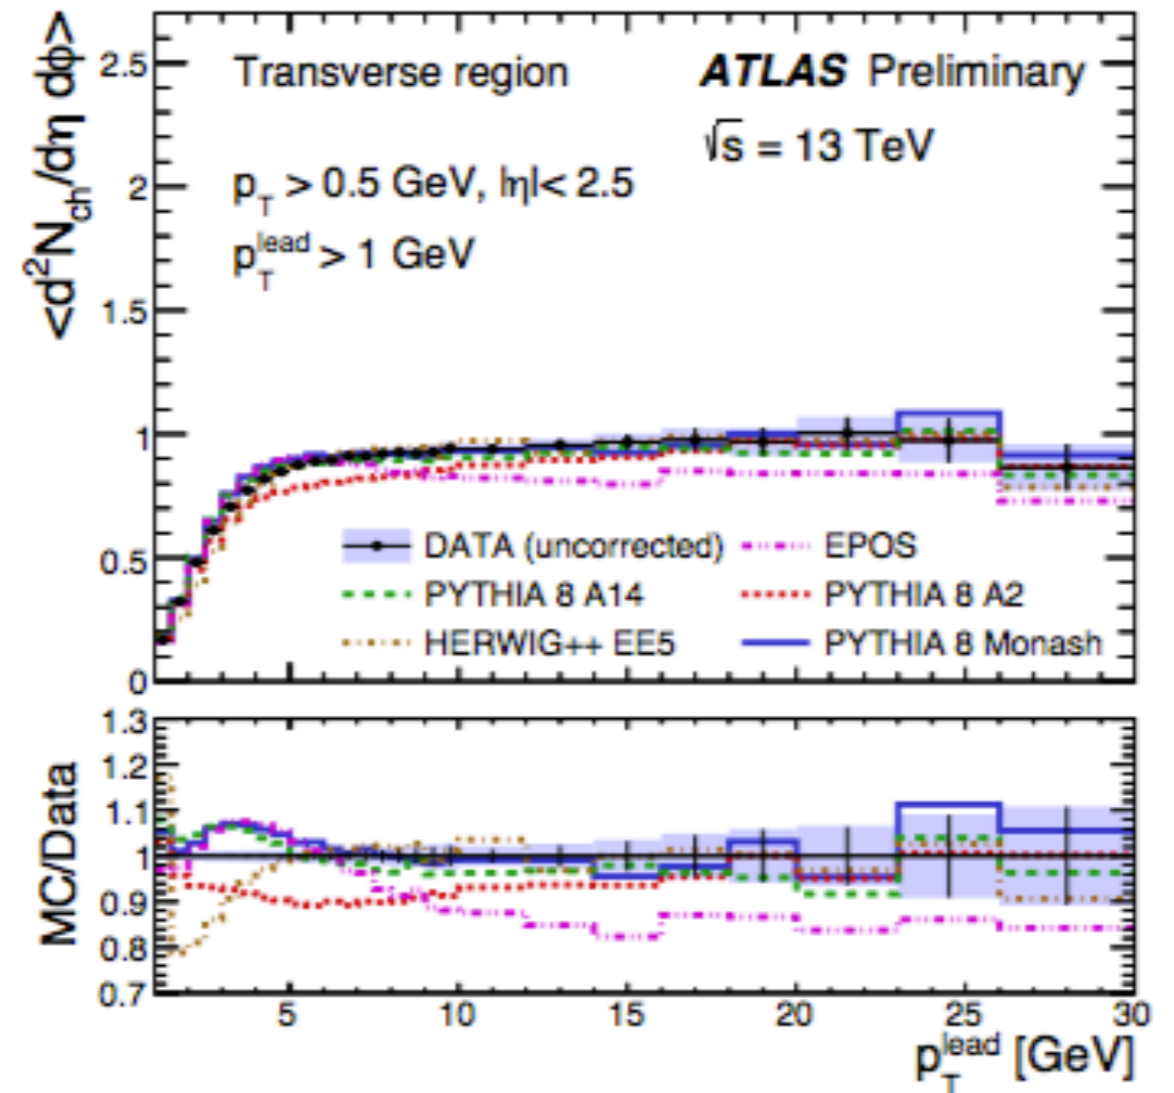 <d²N_ch/dη dϕ>
2.5
2
1.5
1
0.5
0
Transverse region
ATLAS Preliminary
√s = 13 TeV
p_T > 0.5 GeV, |η|< 2.5
p_T^lead > 1 GeV
DATA (uncorrected)
EPOS
PYTHIA 8 A14
PYTHIA 8 A2
HERWIG++ EE5
PYTHIA 8 Monash
MC/Data
1.3
1.2
1.1
1
0.9
0.8
0.7
5 10 15 20 25 30
p_T^lead [GeV]